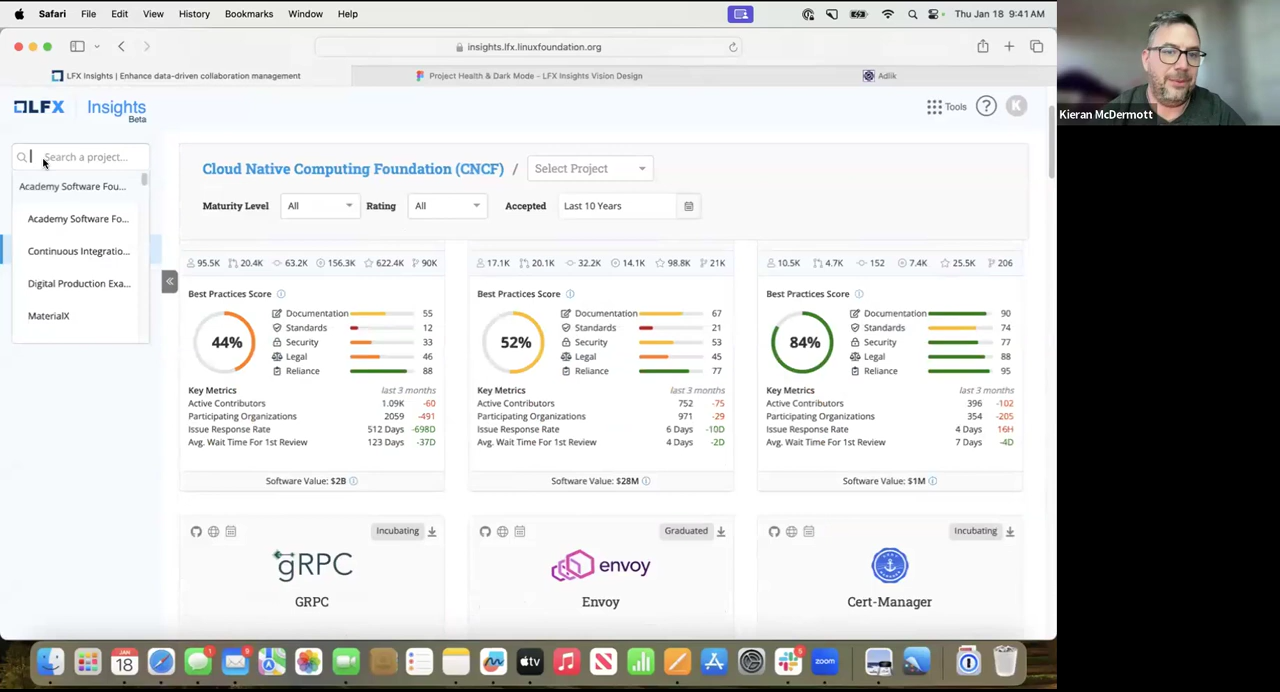 Safari File Edit View History Bookmarks Window Help Thu Jan 18 9:41 AM
insights.lfx.linuxfoundation.org
LFX Insights | Enhance data-driven collaboration management Project Health & Dark Mode – LFX Insights Vision Design Adlik
LFX Insights Beta Tools ? K
Kieran McDermott
Search a project...
Academy Software Fou...
Academy Software Fo...
Continuous Integratio...
Digital Production Exa...
MaterialX
Cloud Native Computing Foundation (CNCF) / Select Project
Maturity Level All Rating All Accepted Last 10 Years
95.5K 20.4K 63.2K 156.3K 622.4K 90K
Best Practices Score
44%
Documentation 55
Standards 12
Security 33
Legal 46
Reliance 88
Key Metrics last 3 months
Active Contributors 1.09K -60
Participating Organizations 2059 -491
Issue Response Rate 512 Days -698D
Avg. Wait Time For 1st Review 123 Days -37D
Software Value: $2B
17.1K 20.1K 32.2K 14.1K 98.8K 21K
Best Practices Score
52%
Documentation 67
Standards 21
Security 53
Legal 45
Reliance 77
Key Metrics last 3 months
Active Contributors 752 -75
Participating Organizations 971 -29
Issue Response Rate 6 Days -10D
Avg. Wait Time For 1st Review 4 Days -2D
Software Value: $28M
10.5K 4.7K 152 7.4K 25.5K 206
Best Practices Score
84%
Documentation 90
Standards 74
Security 77
Legal 88
Reliance 95
Key Metrics last 3 months
Active Contributors 396 -102
Participating Organizations 354 -205
Issue Response Rate 4 Days 16H
Avg. Wait Time For 1st Review 7 Days -4D
Software Value: $1M
Incubating
gRPC
GRPC
Graduated
envoy
Envoy
Incubating
Cert-Manager
JAN
18
1
9
tv
5
zoom